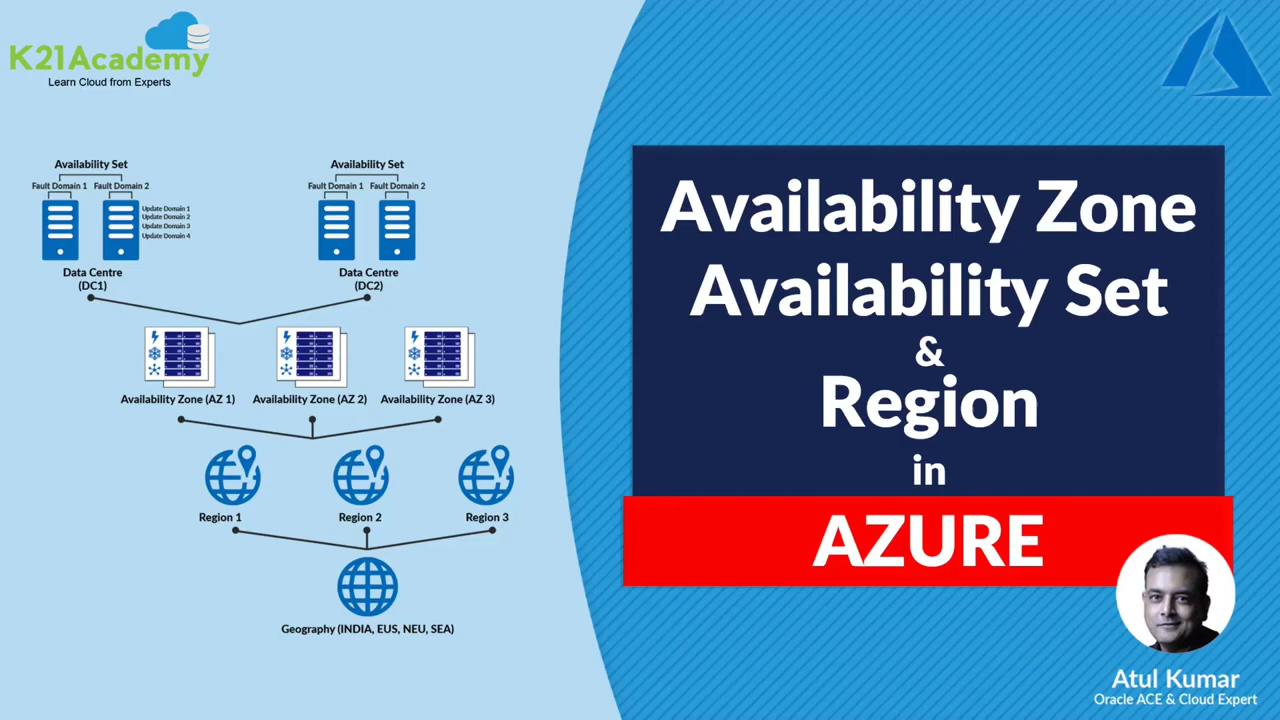 K21Academy
Learn Cloud from Experts
Availability Set
Fault Domain 1 Fault Domain 2
Update Domain 1
Update Domain 2
Update Domain 3
Update Domain 4
Data Centre
(DC1)
Availability Set
Fault Domain 1 Fault Domain 2
Data Centre
(DC2)
Availability Zone (AZ 1) Availability Zone (AZ 2) Availability Zone (AZ 3)
Region 1 Region 2 Region 3
Geography (INDIA, EUS, NEU, SEA)
Availability Zone
Availability Set
&
Region
in
AZURE
Atul Kumar
Oracle ACE & Cloud Expert